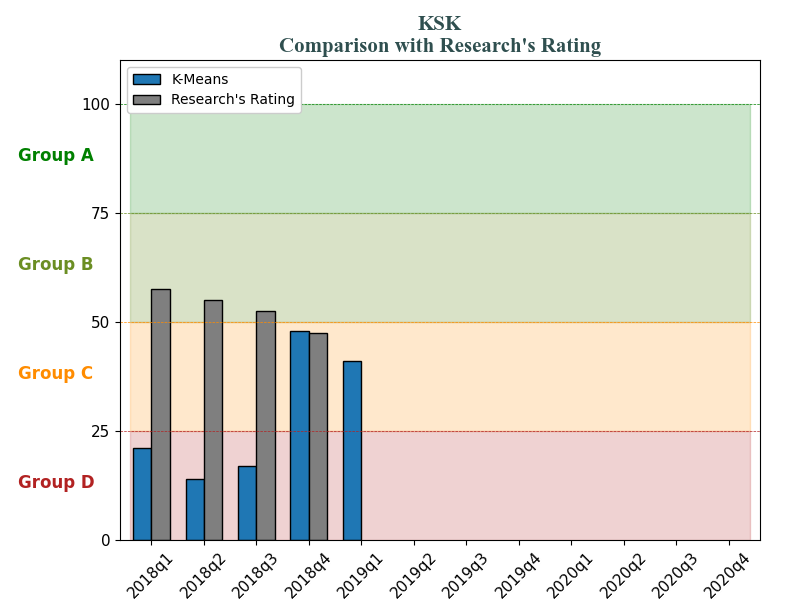 KSK
Comparison with Research's Rating
K-Means
Research's Rating
100
Group A
75
Group B
50
Group C
25
Group D
0
2018q1
2018q2
2018q3
2018q4
2019q1
2019q2
2019q3
2019q4
2020q1
2020q2
2020q3
2020q4